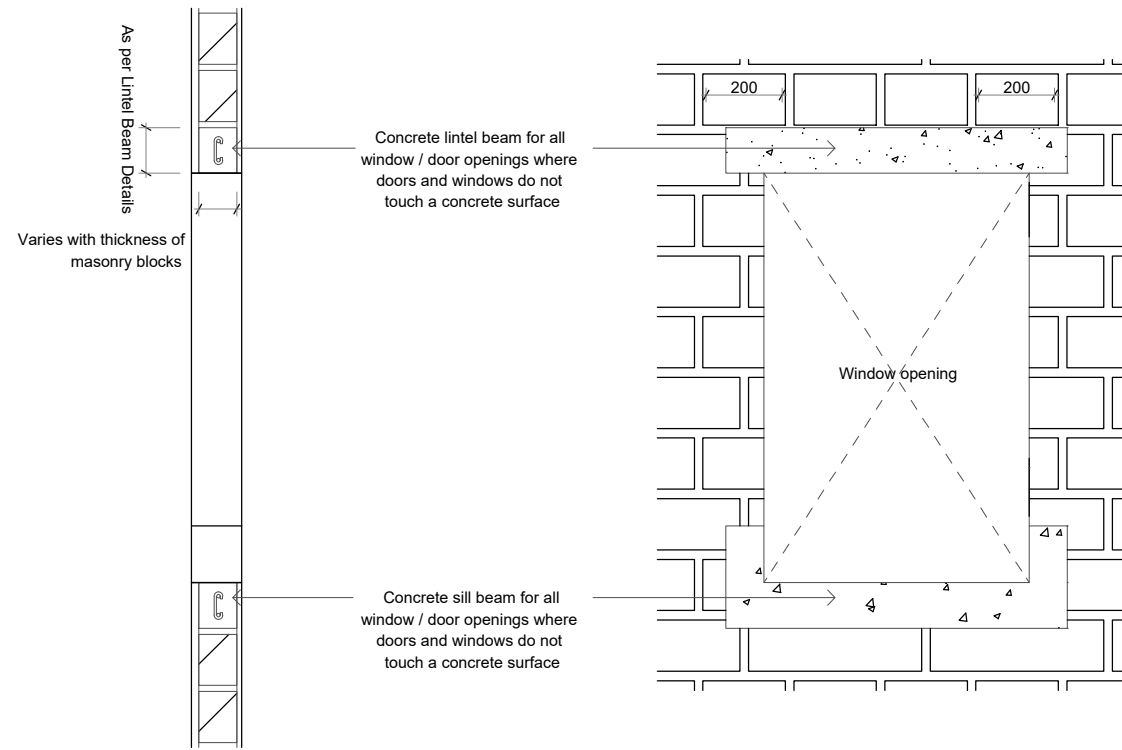 As per Lintel Beam Details
Varies with thickness of
masonry blocks
Concrete lintel beam for all
window / door openings where
doors and windows do not
touch a concrete surface
200
200
Window opening
Concrete sill beam for all
window / door openings where
doors and windows do not
touch a concrete surface